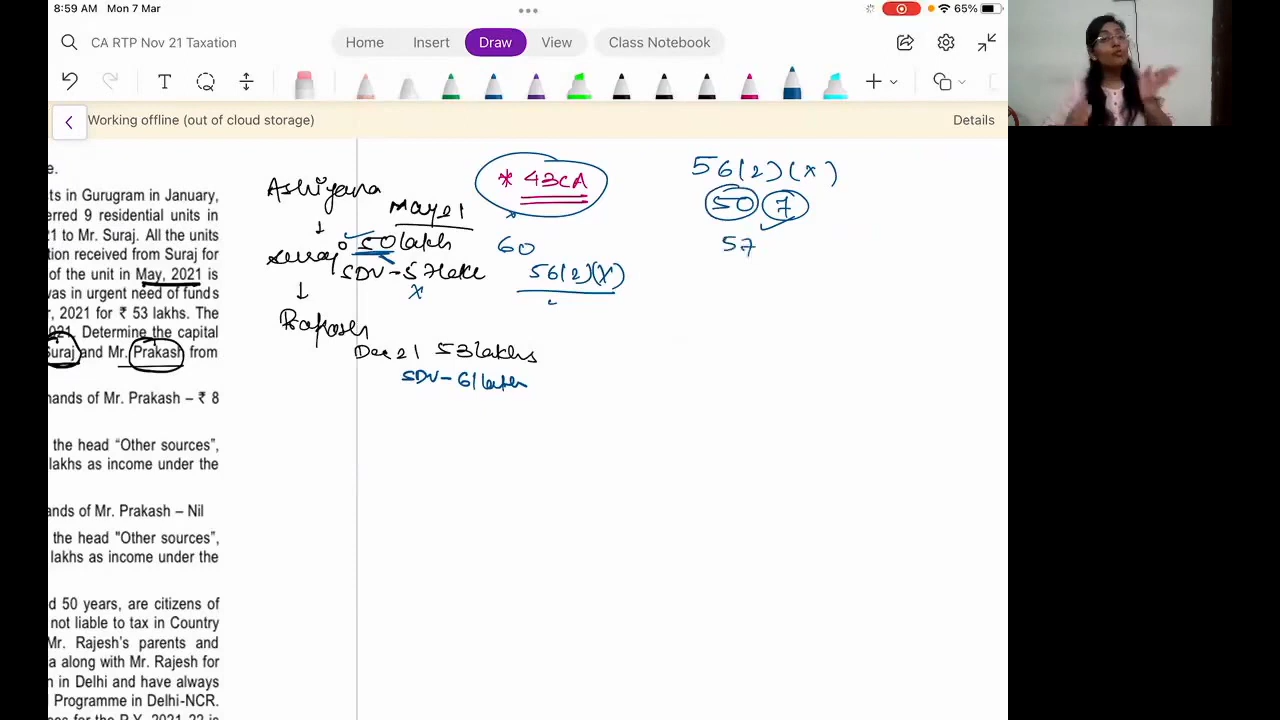 8:59 AM Mon 7 Mar
65%
CA RTP Nov 21 Taxation
Home Insert Draw View Class Notebook
Working offline (out of cloud storage)
Details
e.
ts in Gurugram in January,
erred 9 residential units in
21 to Mr. Suraj. All the units
tion received from Suraj for
of the unit in May, 2021 is
was in urgent need of funds
r, 2021 for ₹ 53 lakhs. The
2021. Determine the capital
Suraj and Mr. Prakash from
hands of Mr. Prakash – ₹ 8
the head “Other sources”,
lakhs as income under the
ands of Mr. Prakash – Nil
the head "Other sources",
lakhs as income under the
d 50 years, are citizens of
not liable to tax in Country
Mr. Rajesh’s parents and
a along with Mr. Rajesh for
n in Delhi and have always
Programme in Delhi-NCR.
Ashiyana
May 21
Suraj 50 lakh
SDV - 57 lakh
x
Prakash
Dec 21 53 lakhs
SDV - 61 lakhs
* 43CA
60
56(2)(x)
56(2)(x)
50 7
57